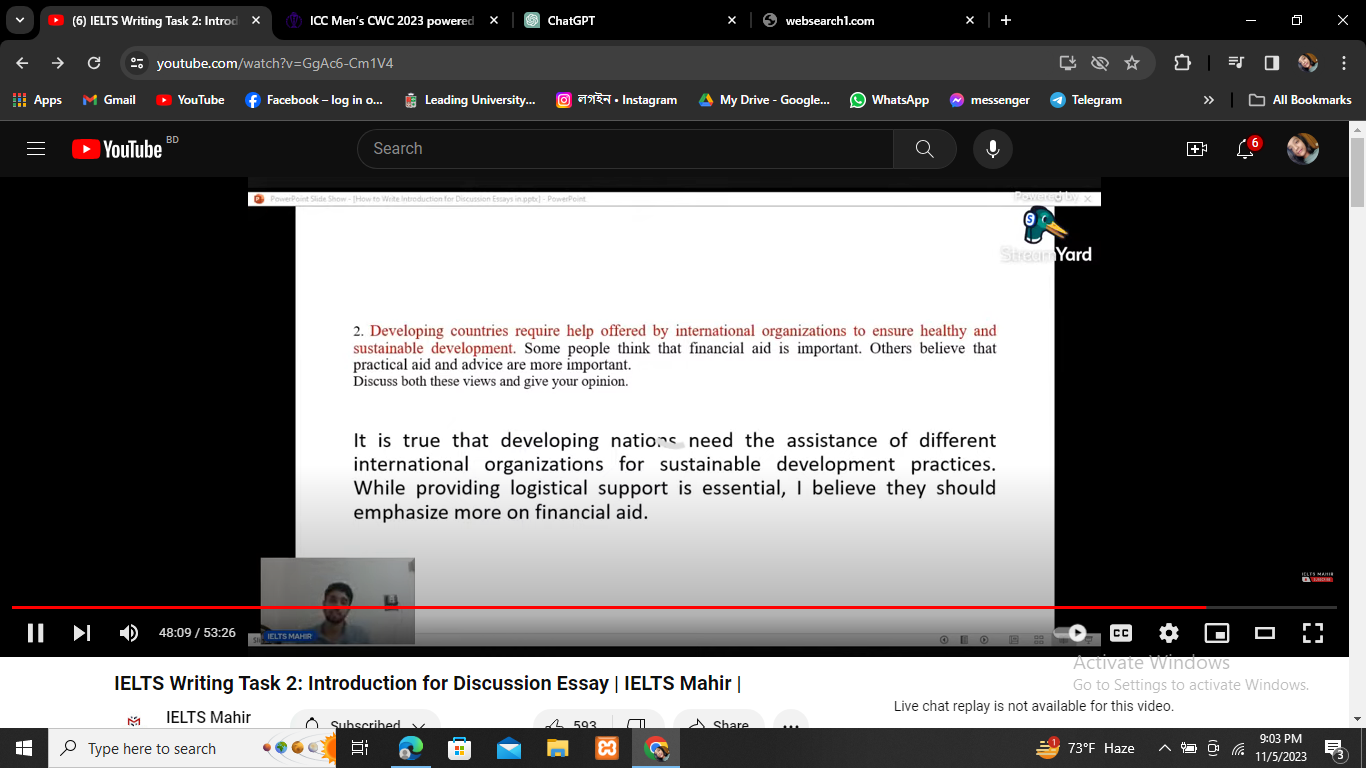 (6) IELTS Writing Task 2: Introd
ICC Men's CWC 2023 powered
ChatGPT
websearch1.com
youtube.com/watch?v=GgAc6-Cm1V4
Apps
Gmail
YouTube
Facebook – log in o...
Leading University...
লগইন • Instagram
My Drive - Google...
WhatsApp
messenger
Telegram
»
All Bookmarks
YouTube BD
Search
6
PowerPoint Slide Show - [How to Write Introduction for Discussion Essays in.pptx] - PowerPoint
Powered by
StreamYard
2. Developing countries require help offered by international organizations to ensure healthy and
sustainable development. Some people think that financial aid is important. Others believe that
practical aid and advice are more important.
Discuss both these views and give your opinion.
It is true that developing nations need the assistance of different
international organizations for sustainable development practices.
While providing logistical support is essential, I believe they should
emphasize more on financial aid.
IELTS MAHIR
IELTS MAHIR
SUBSCRIBE
48:09 / 53:26
CC
Activate Windows
Go to Settings to activate Windows.
IELTS Writing Task 2: Introduction for Discussion Essay | IELTS Mahir |
Live chat replay is not available for this video.
IELTS Mahir
Subscribed
593
Share
Type here to search
1
73°F Haze
9:03 PM
11/5/2023
3